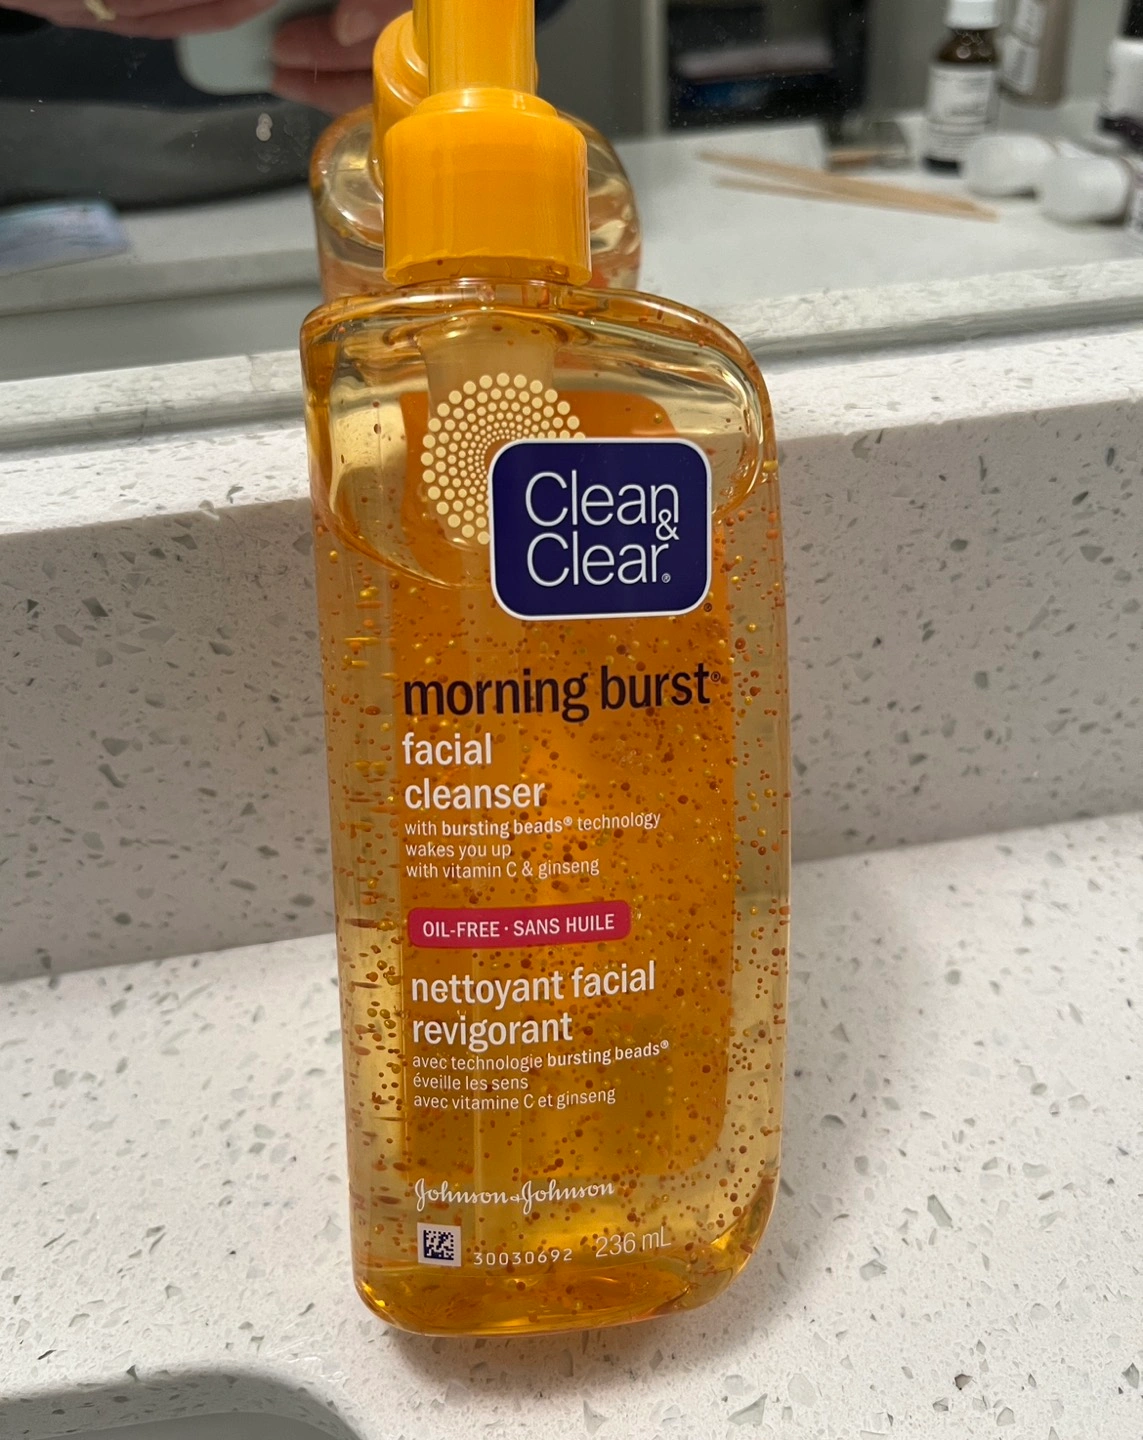 Clean
&
Clear®
morning burst®
facial
cleanser
with bursting beads® technology
wakes you up
with vitamin C & ginseng
OIL-FREE · SANS HUILE
nettoyant facial
revigorant
avec technologie bursting beads®
éveille les sens
avec vitamine C et ginseng
Johnson & Johnson
30030692 236 mL